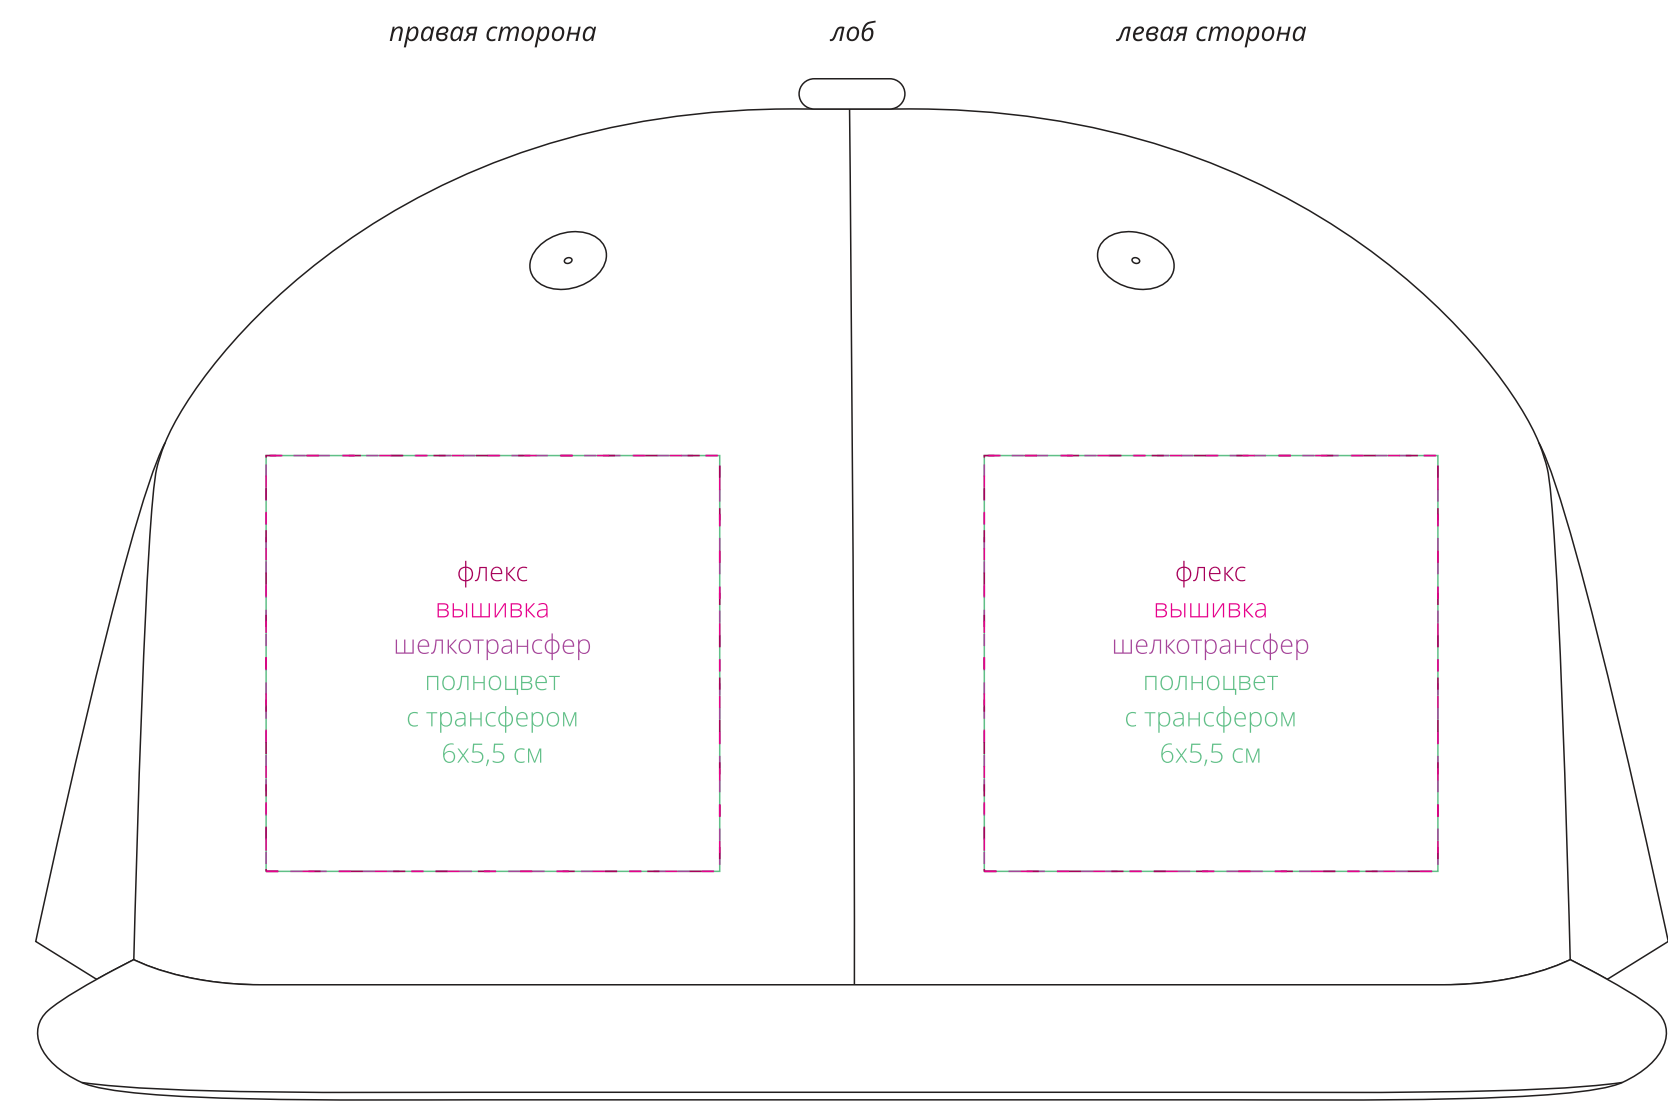 правая сторона
лоб
левая сторона
флекс
вышивка
шелкотрансфер
полноцвет
с трансфером
6х5,5 см
флекс
вышивка
шелкотрансфер
полноцвет
с трансфером
6х5,5 см